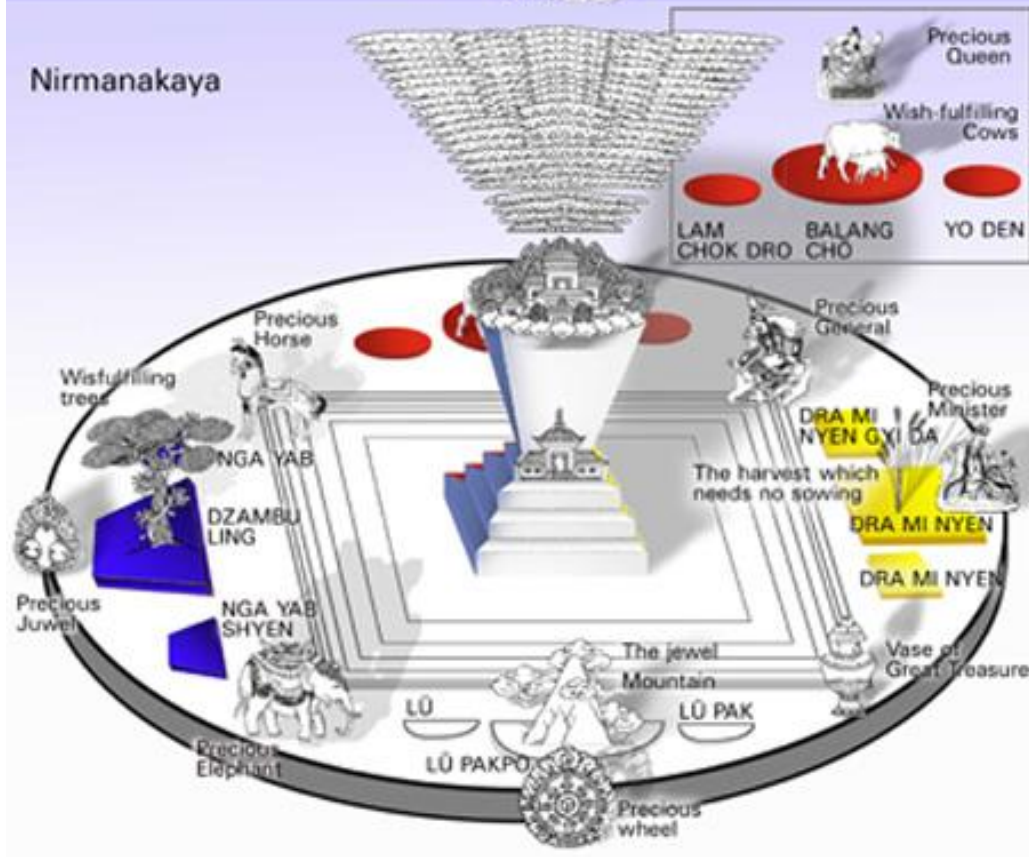 Nirmanakaya
Precious
Queen
Wish-fulfilling
Cows
LAM
CHOK DRO
BALANG
CHÖ
YO DEN
Precious
Horse
Precious
General
Wisfulfilling
trees
NGA YAB
DZAMBU
LING
NGA YAB
SHYEN
Precious
Juwel
Precious
Elephant
DRA MI
NYEN GYI DA
Precious
Minister
The harvest which
needs no sowing
DRA MI NYEN
DRA MI NYEN
Vase of
Great Treasure
The jewel
Mountain
LÜ
LÜ PAK
LÜ PAKPO
Precious
wheel